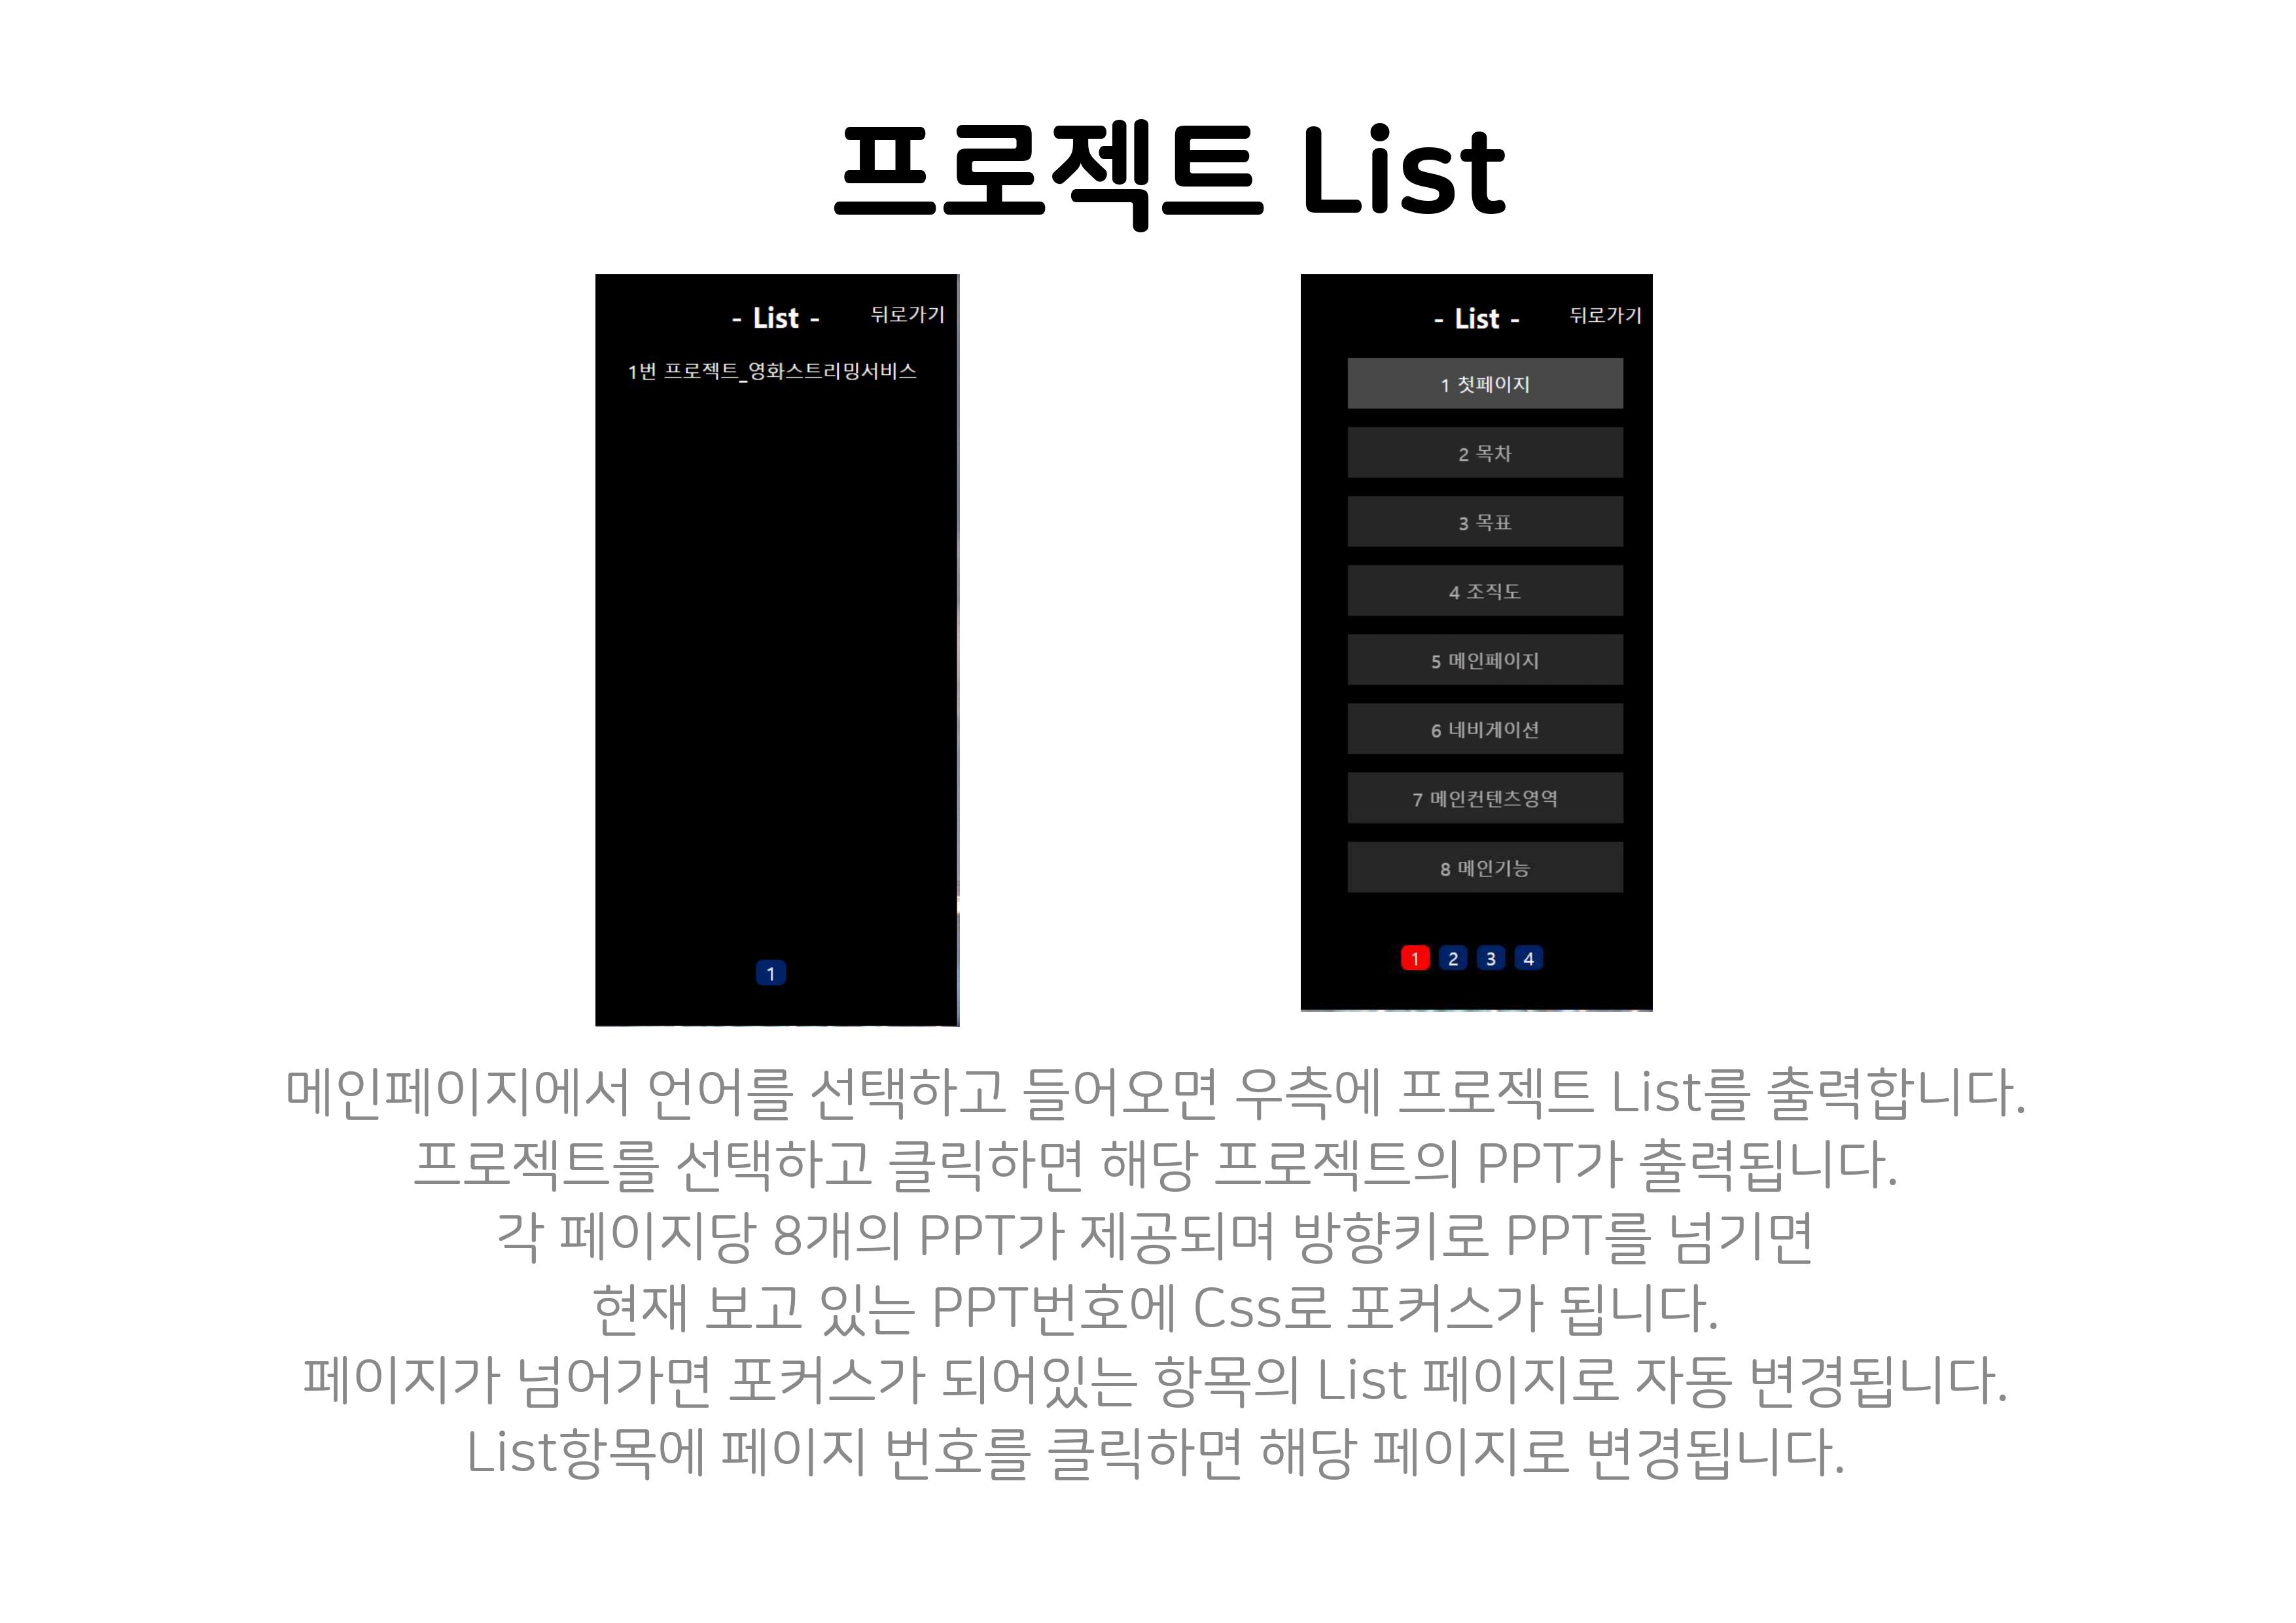 프로젝트 List
- List -
뒤로가기
1번 프로젝트_영화스트리밍서비스
1
- List -
뒤로가기
1 첫페이지
2 목차
3 목표
4 조직도
5 메인페이지
6 네비게이션
7 메인컨텐츠영역
8 메인기능
1 2 3 4
메인페이지에서 언어를 선택하고 들어오면 우측에 프로젝트 List를 출력합니다.
프로젝트를 선택하고 클릭하면 해당 프로젝트의 PPT가 출력됩니다.
각 페이지당 8개의 PPT가 제공되며 방향키로 PPT를 넘기면
현재 보고 있는 PPT번호에 Css로 포커스가 됩니다.
페이지가 넘어가면 포커스가 되어있는 항목의 List 페이지로 자동 변경됩니다.
List항목에 페이지 번호를 클릭하면 해당 페이지로 변경됩니다.